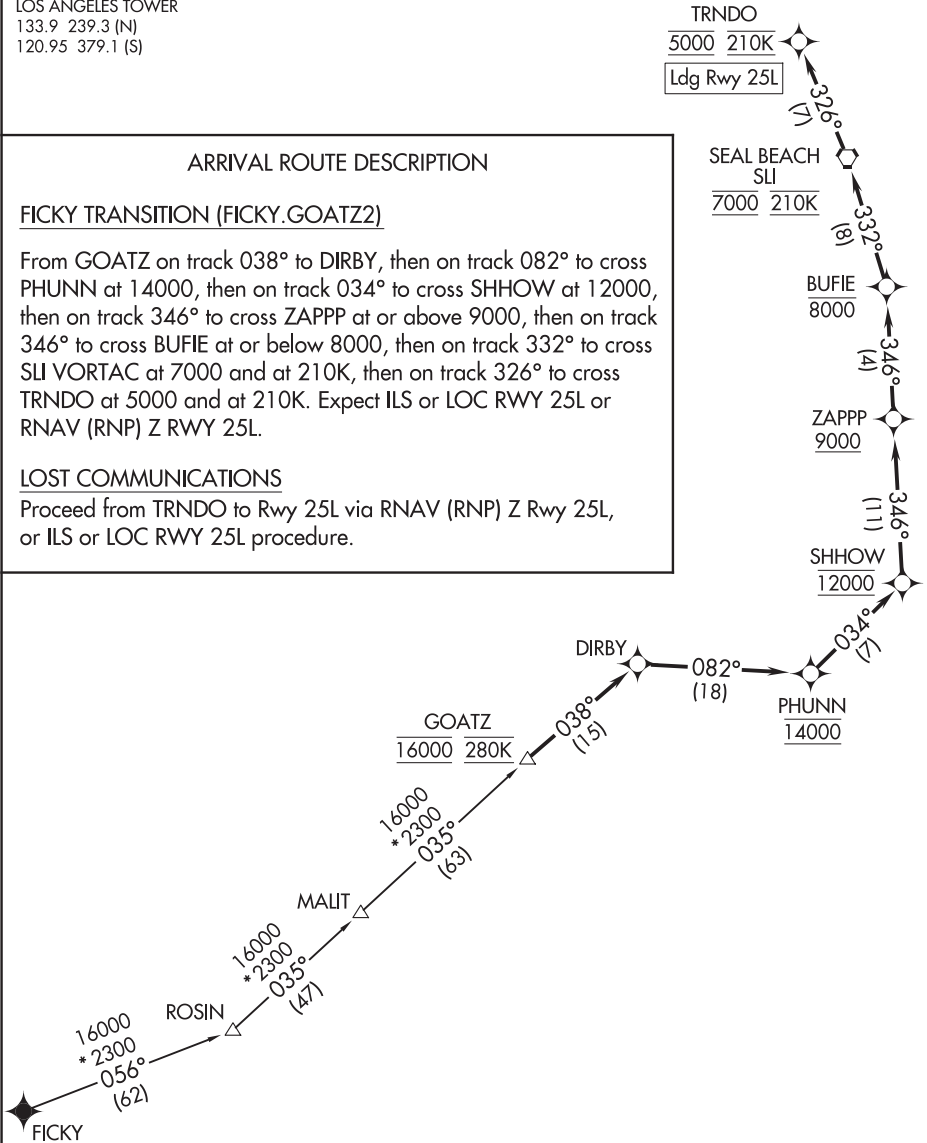 LOS ANGELES TOWER
133.9 239.3 (N)
120.95 379.1 (S)
TRNDO
5000 210K
Ldg Rwy 25L
326°
(7)
SEAL BEACH
SLI
7000 210K
332°
(8)
BUFIE
8000
346°
(4)
ZAPPP
9000
346°
(11)
SHHOW
12000
034°
(7)
PHUNN
14000
082°
(18)
DIRBY
038°
(15)
GOATZ
16000 280K
16000
*2300
035°
(63)
MALIT
16000
*2300
035°
(47)
ROSIN
16000
*2300
056°
(62)
FICKY
ARRIVAL ROUTE DESCRIPTION
FICKY TRANSITION (FICKY.GOATZ2)
From GOATZ on track 038° to DIRBY, then on track 082° to cross
PHUNN at 14000, then on track 034° to cross SHHOW at 12000,
then on track 346° to cross ZAPPP at or above 9000, then on track
346° to cross BUFIE at or below 8000, then on track 332° to cross
SLI VORTAC at 7000 and at 210K, then on track 326° to cross
TRNDO at 5000 and at 210K. Expect ILS or LOC RWY 25L or
RNAV (RNP) Z RWY 25L.
LOST COMMUNICATIONS
Proceed from TRNDO to Rwy 25L via RNAV (RNP) Z Rwy 25L,
or ILS or LOC RWY 25L procedure.